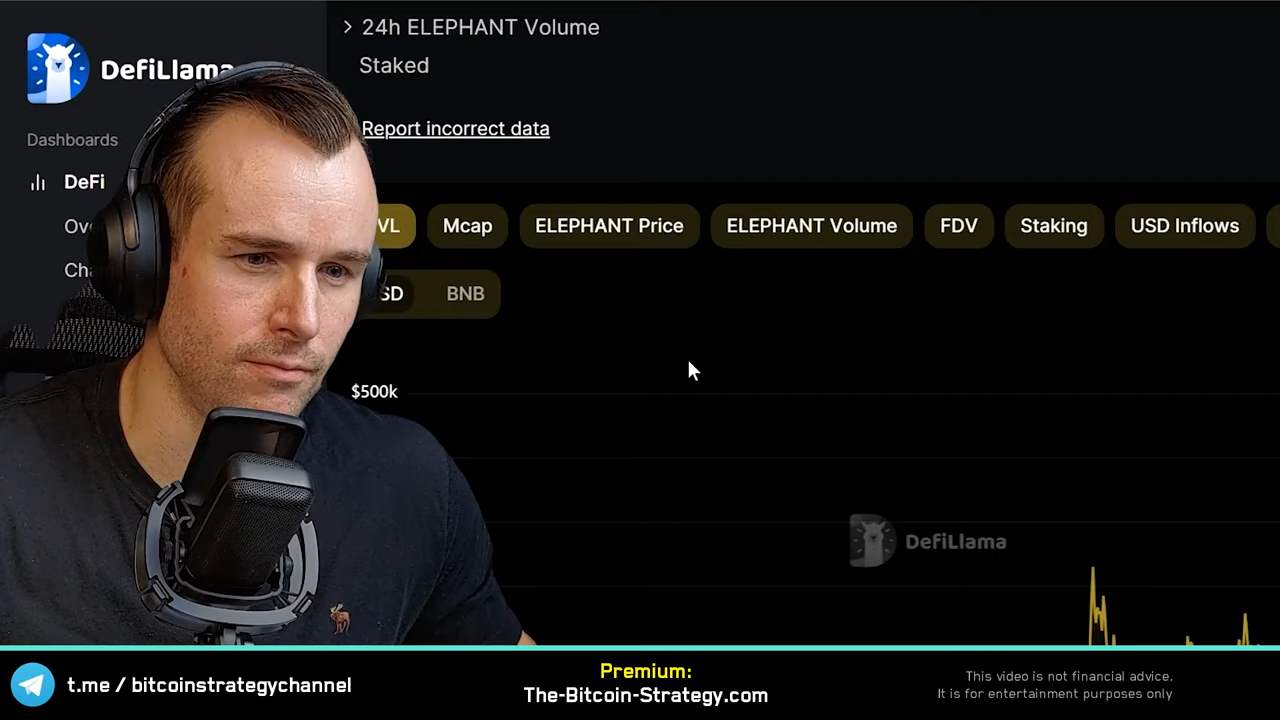 24h ELEPHANT Volume
DefiLlama
Staked
Report incorrect data
Dashboards
DeFi
VL
Mcap
ELEPHANT Price
ELEPHANT Volume
FDV
Staking
USD Inflows
SD
BNB
$500k
DefiLlama
t.me / bitcoinstrategychannel
Premium:
The-Bitcoin-Strategy.com
This video is not financial advice.
It is for entertainment purposes only